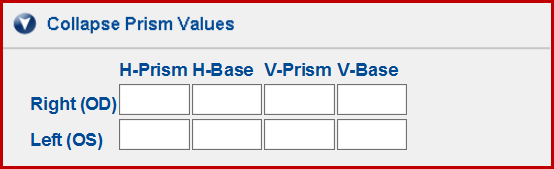 Collapse Prism Values
H-Prism H-Base V-Prism V-Base
Right (OD)
Left (OS)